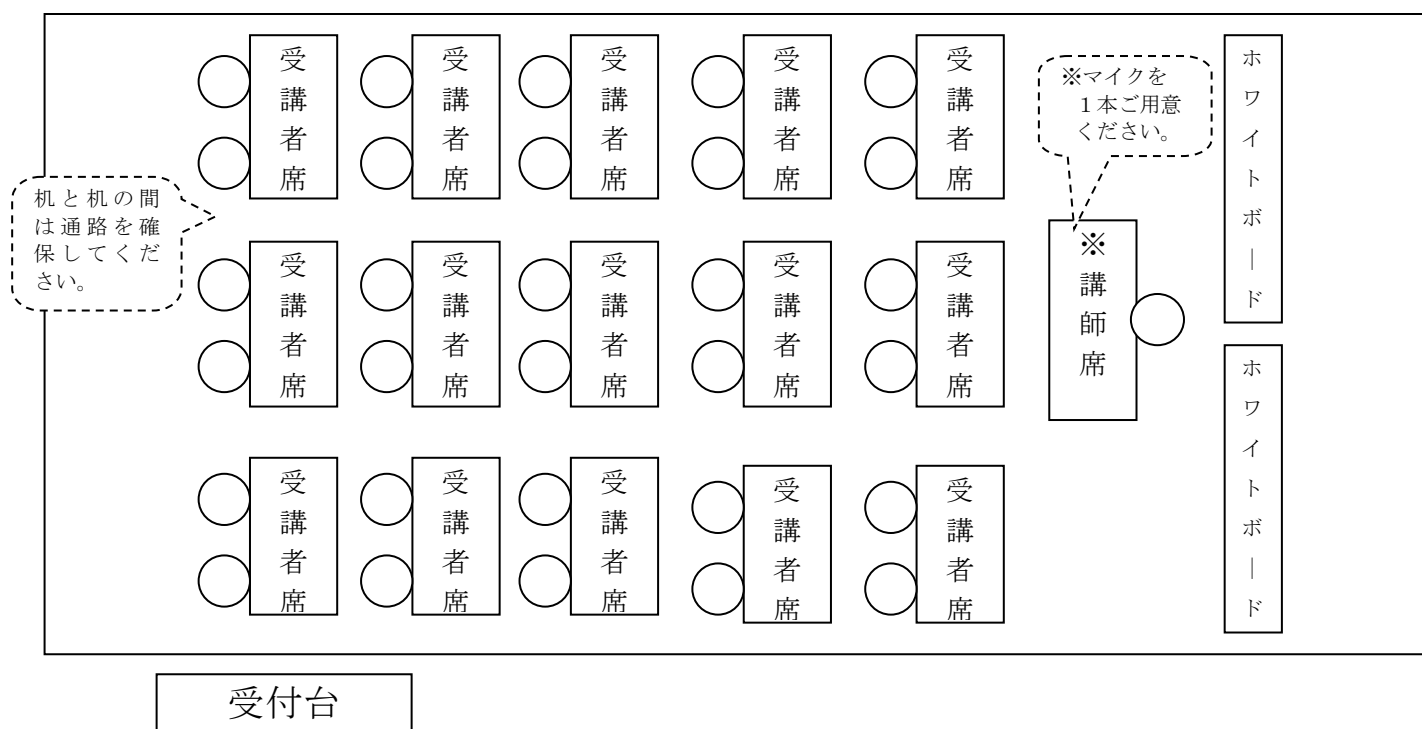 受講者席
受講者席
受講者席
受講者席
受講者席
※マイクを
１本ご用意
ください。
ホワイトボード
机と机の間
は通路を確
保してくだ
さい。
※講師席
受講者席
受講者席
受講者席
受講者席
受講者席
ホワイトボード
受講者席
受講者席
受講者席
受講者席
受講者席
受付台